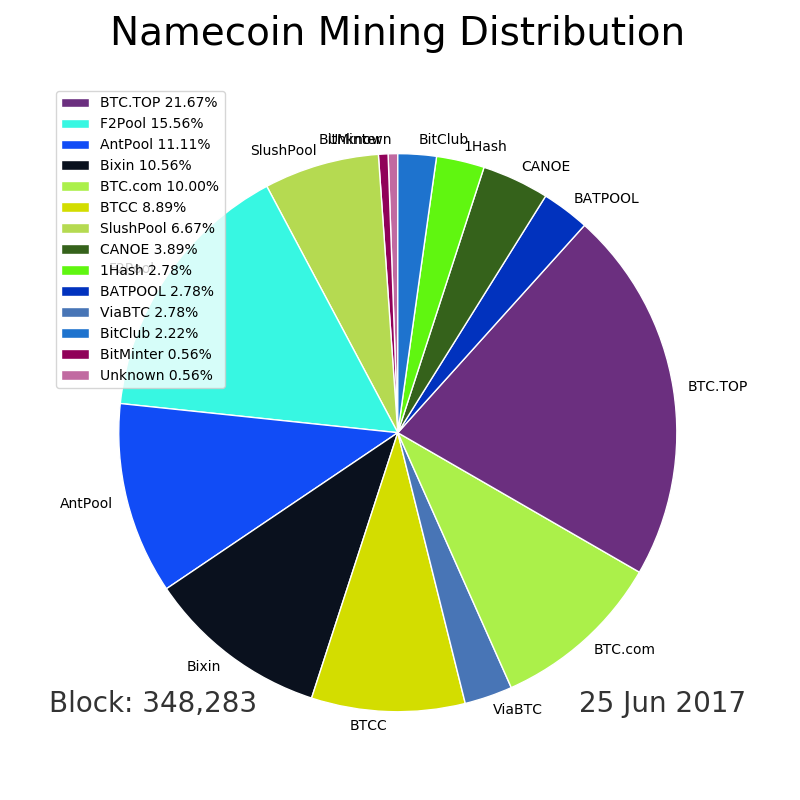 Namecoin Mining Distribution
BTC.TOP 21.67%
F2Pool 15.56%
AntPool 11.11%
Bixin 10.56%
BTC.com 10.00%
BTCC 8.89%
SlushPool 6.67%
CANOE 3.89%
1Hash 2.78%
BATPOOL 2.78%
ViaBTC 2.78%
BitClub 2.22%
BitMinter 0.56%
Unknown 0.56%
SlushPool
BitMinter
Unknown
BitClub
1Hash
CANOE
BATPOOL
F2Pool
BTC.TOP
AntPool
BTC.com
Bixin
ViaBTC
BTCC
Block: 348,283
25 Jun 2017